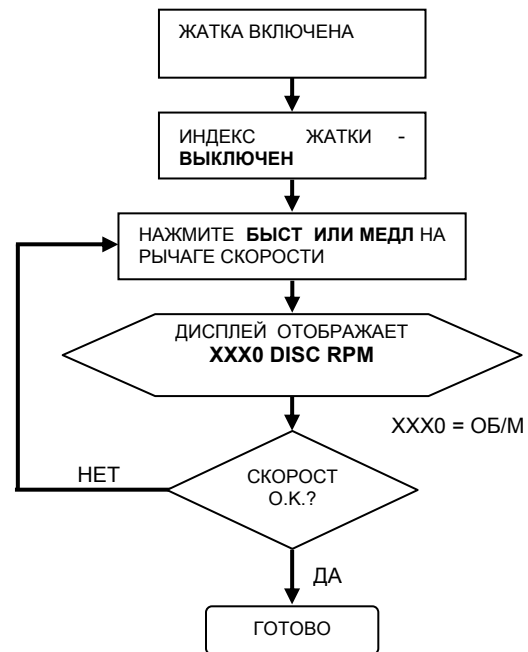 ЖАТКА ВКЛЮЧЕНА
ИНДЕКС ЖАТКИ -
ВЫКЛЮЧЕН
НАЖМИТЕ БЫСТ ИЛИ МЕДЛ НА
РЫЧАГЕ СКОРОСТИ
ДИСПЛЕЙ ОТОБРАЖАЕТ
XXX0 DISC RPM
XXX0 = ОБ/М
НЕТ
СКОРОСТ
O.K.?
ДА
ГОТОВО